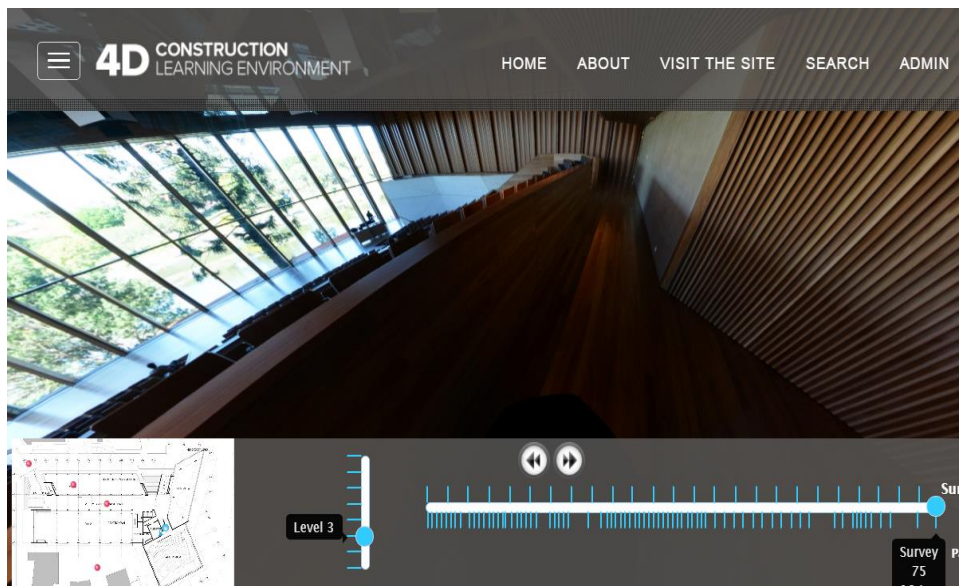 4D CONSTRUCTION
LEARNING ENVIRONMENT
HOME ABOUT VISIT THE SITE SEARCH ADMIN
Level 3
Survey
75